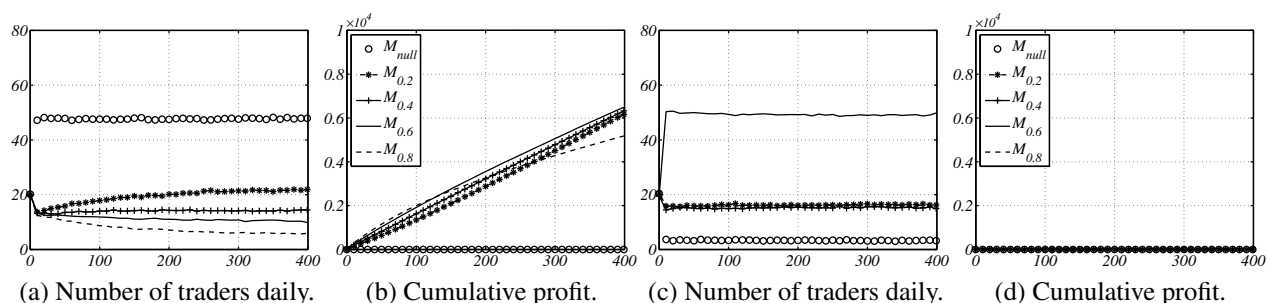 80
60
40
20
0
0 100 200 300 400
(a) Number of traders daily.
1×10⁴
0.8
0.6
0.4
0.2
0
0 100 200 300 400
M_null
M_0.2
M_0.4
M_0.6
M_0.8
(b) Cumulative profit.
80
60
40
20
0
0 100 200 300 400
(c) Number of traders daily.
1×10⁴
0.8
0.6
0.4
0.2
0
0 100 200 300 400
M_null
M_0.2
M_0.4
M_0.6
M_0.8
(d) Cumulative profit.